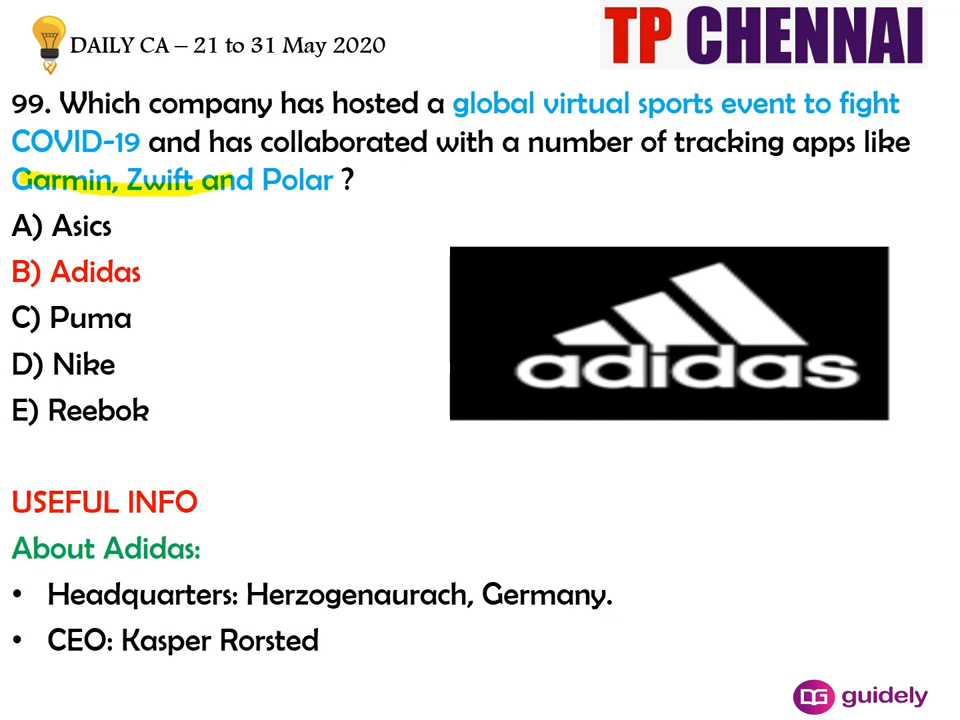 DAILY CA – 21 to 31 May 2020
TP CHENNAI
99. Which company has hosted a global virtual sports event to fight
COVID-19 and has collaborated with a number of tracking apps like
Garmin, Zwift and Polar ?
A) Asics
B) Adidas
C) Puma
D) Nike
E) Reebok
adidas
USEFUL INFO
About Adidas:
• Headquarters: Herzogenaurach, Germany.
• CEO: Kasper Rorsted
guidely